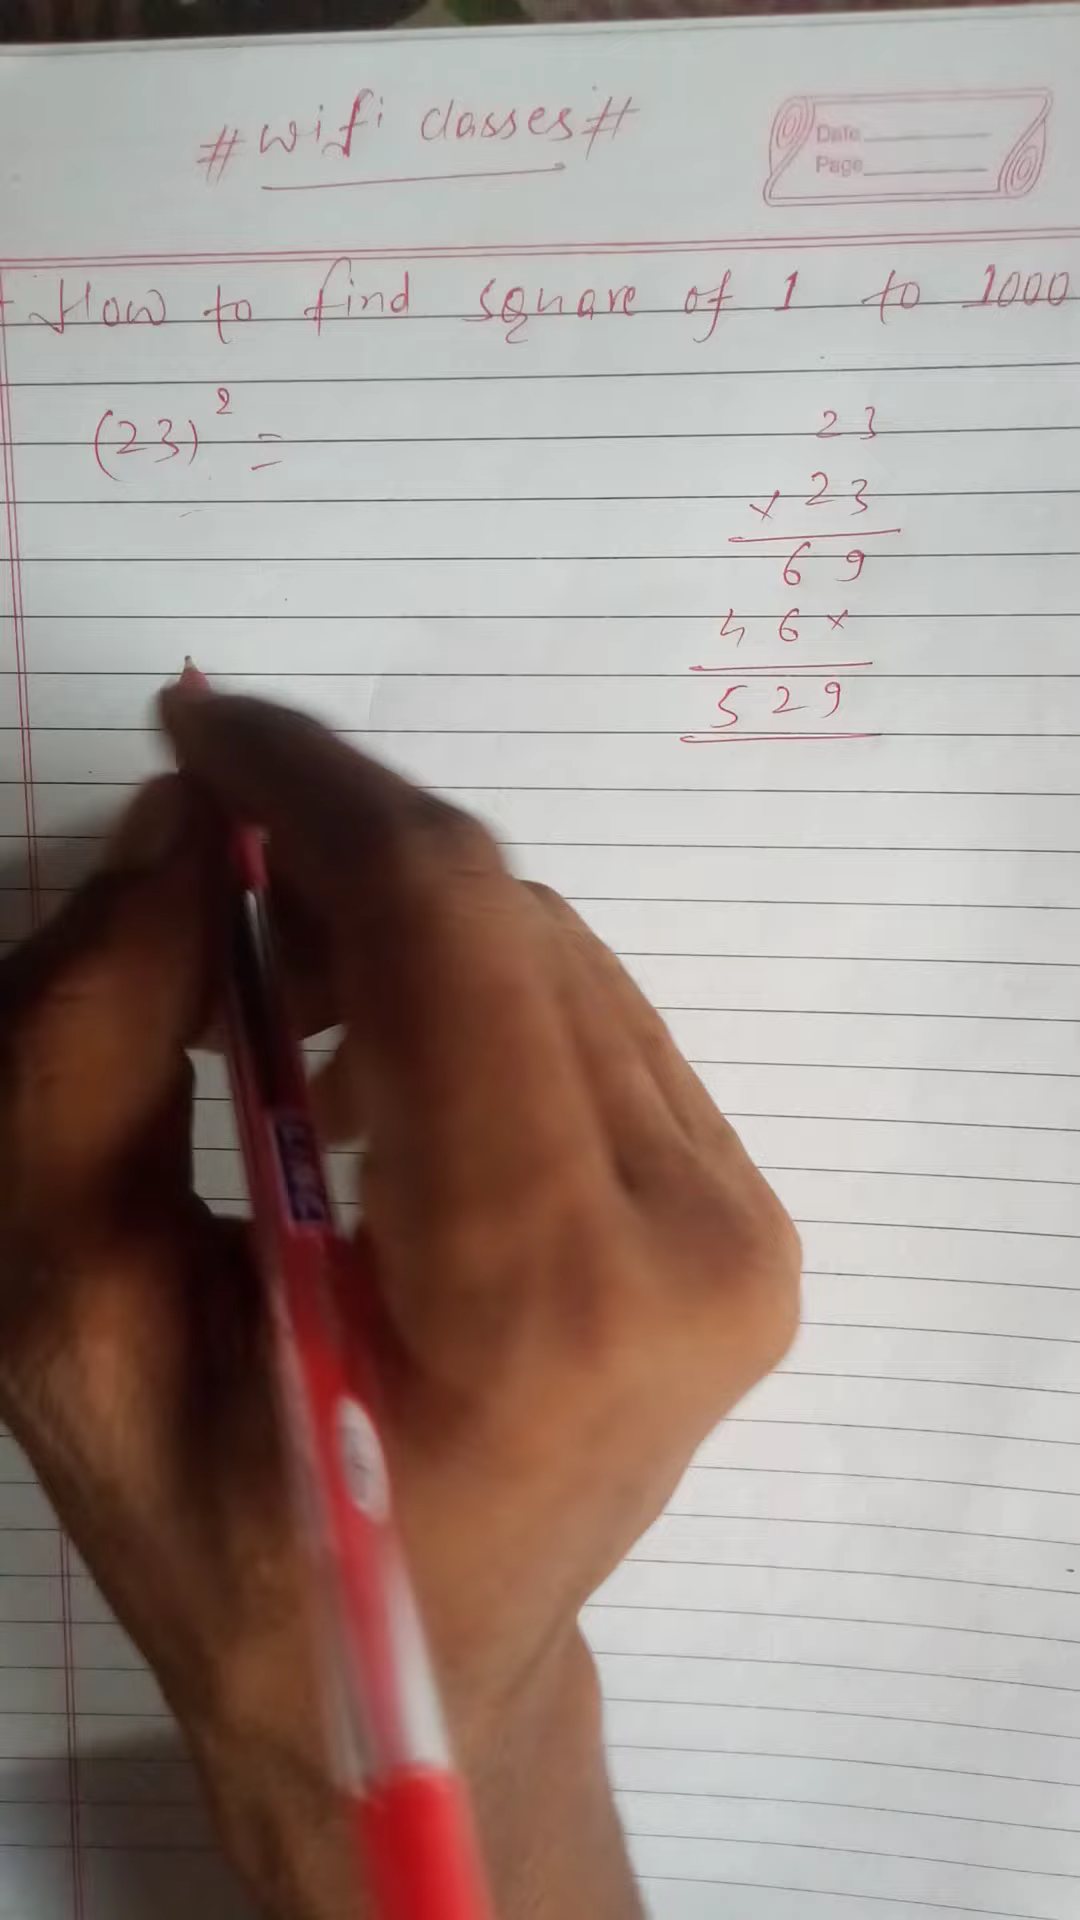 #wifi classes#
Date
Page
How to find square of 1 to 1000
(23)² =
23
× 23
69
46×
529